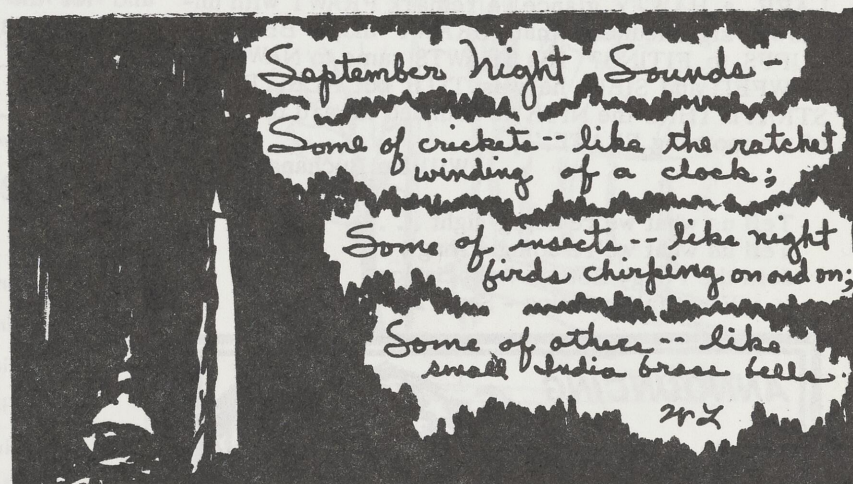 September Night Sounds -
Some of crickets -- like the ratchet
winding of a clock;
Some of insects -- like night
birds chirping on and on;
Some of others -- like
small India brass bells.
WL